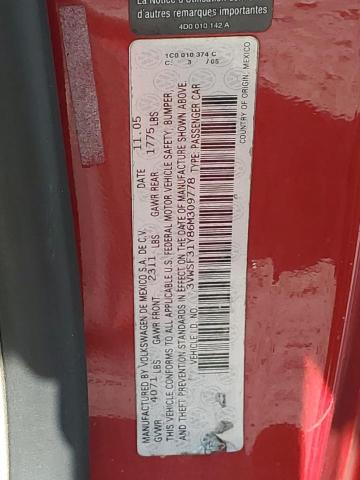 La Notice d'Utilisation
d'autres remarques importantes
4D0 010 142 A
1C0 010 374 C
3 / 05
MANUFACTURED BY VOLKSWAGEN DE MEXICO S.A. DE C.V. DATE 11.05
GVWR 4071 LBS GAWR FRONT 2311 LBS GAWR REAR 1775 LBS
THIS VEHICLE CONFORMS TO ALL APPLICABLE U.S. FEDERAL MOTOR VEHICLE SAFETY, BUMPER,
AND THEFT PREVENTION STANDARDS IN EFFECT ON THE DATE OF MANUFACTURE SHOWN ABOVE.
VEHICLE I.D. NO. 3VWSF31Y86M309778 TYPE: PASSENGER CAR
COUNTRY OF ORIGIN, MEXICO